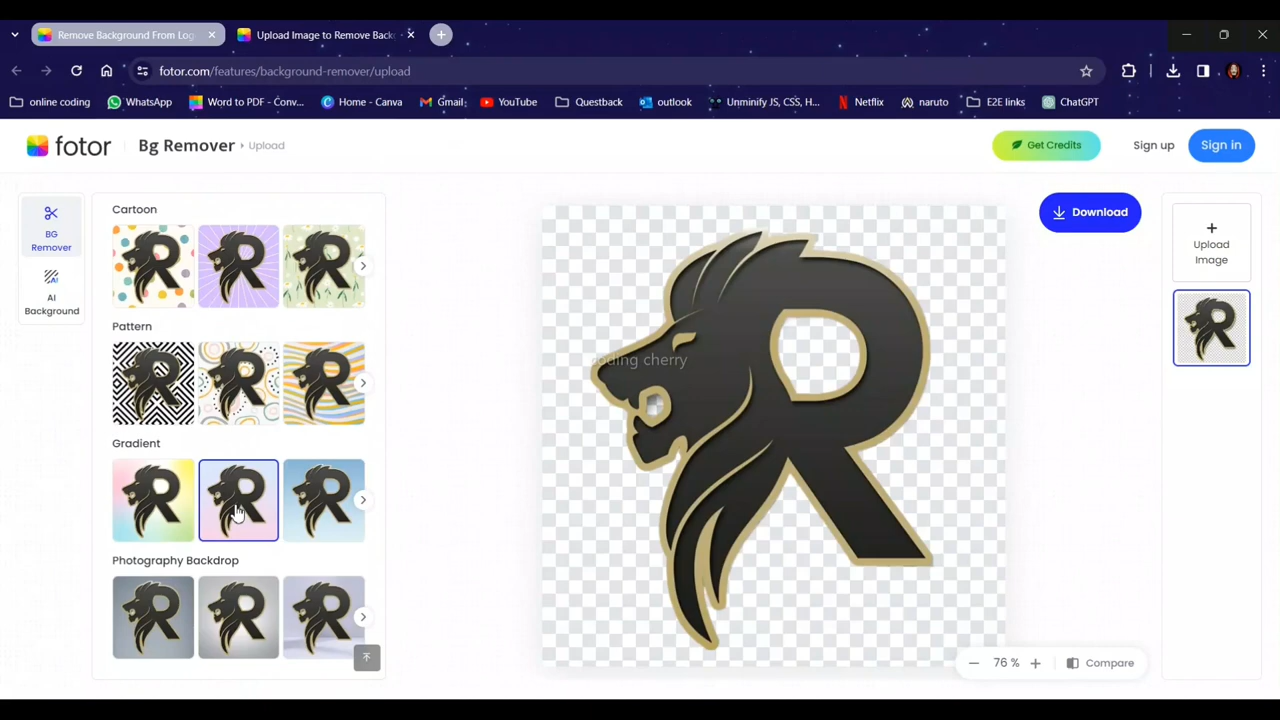 Remove Background From Log
Upload Image to Remove Back
fotor.com/features/background-remover/upload
online coding
WhatsApp
Word to PDF - Conv...
Home - Canva
Gmail
YouTube
Questback
outlook
Unminify JS, CSS, H...
Netflix
naruto
E2E links
ChatGPT
fotor
Bg Remover
Upload
Get Credits
Sign up
Sign in
BG
Remover
AI
AI
Background
Cartoon
Pattern
Gradient
Photography Backdrop
Download
Upload
Image
oding cherry
R
76 %
Compare